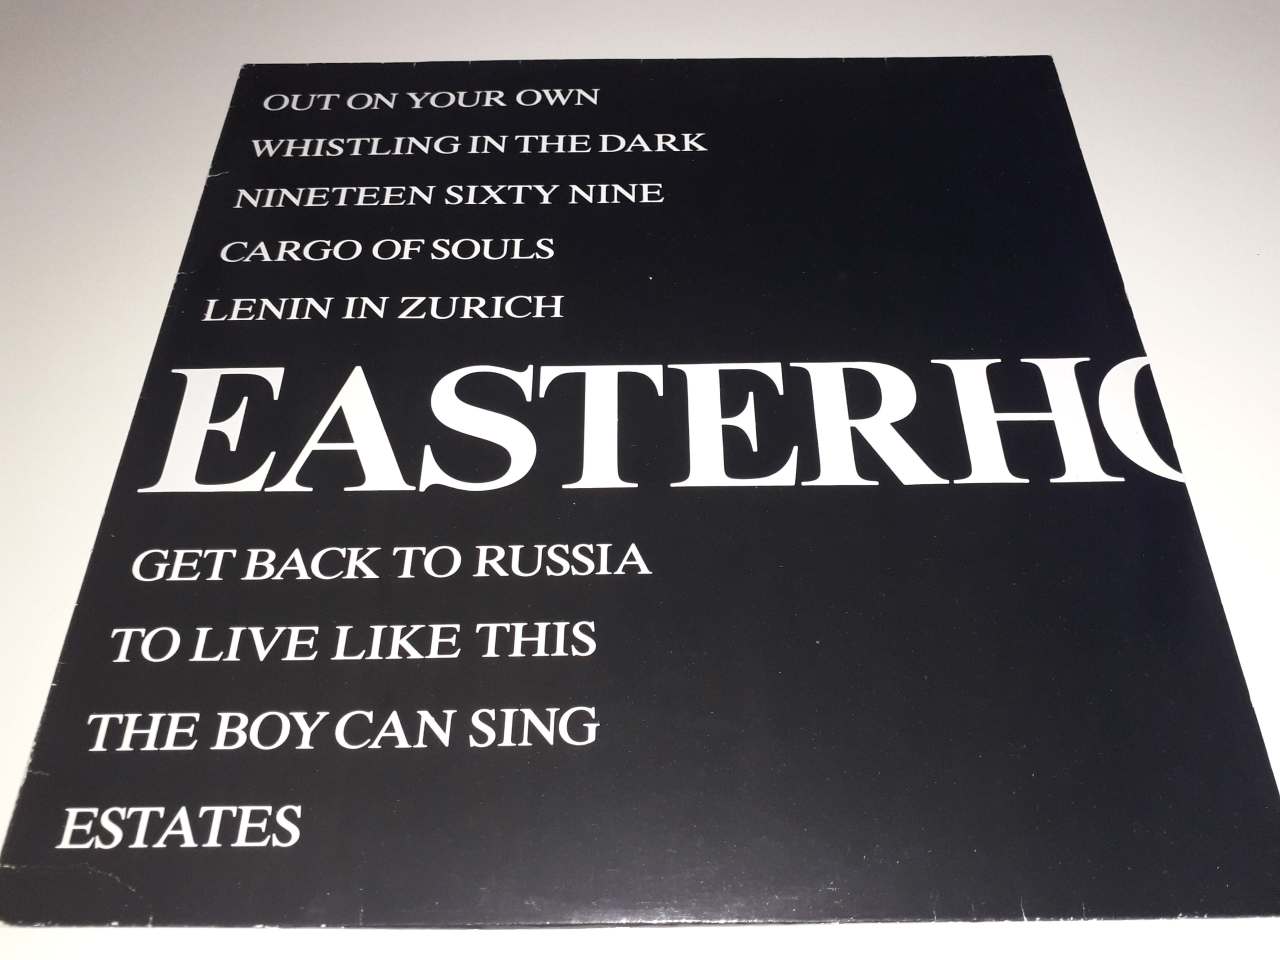 OUT ON YOUR OWN
WHISTLING IN THE DARK
NINETEEN SIXTY NINE
CARGO OF SOULS
LENIN IN ZURICH
EASTERHO
GET BACK TO RUSSIA
TO LIVE LIKE THIS
THE BOY CAN SING
ESTATES